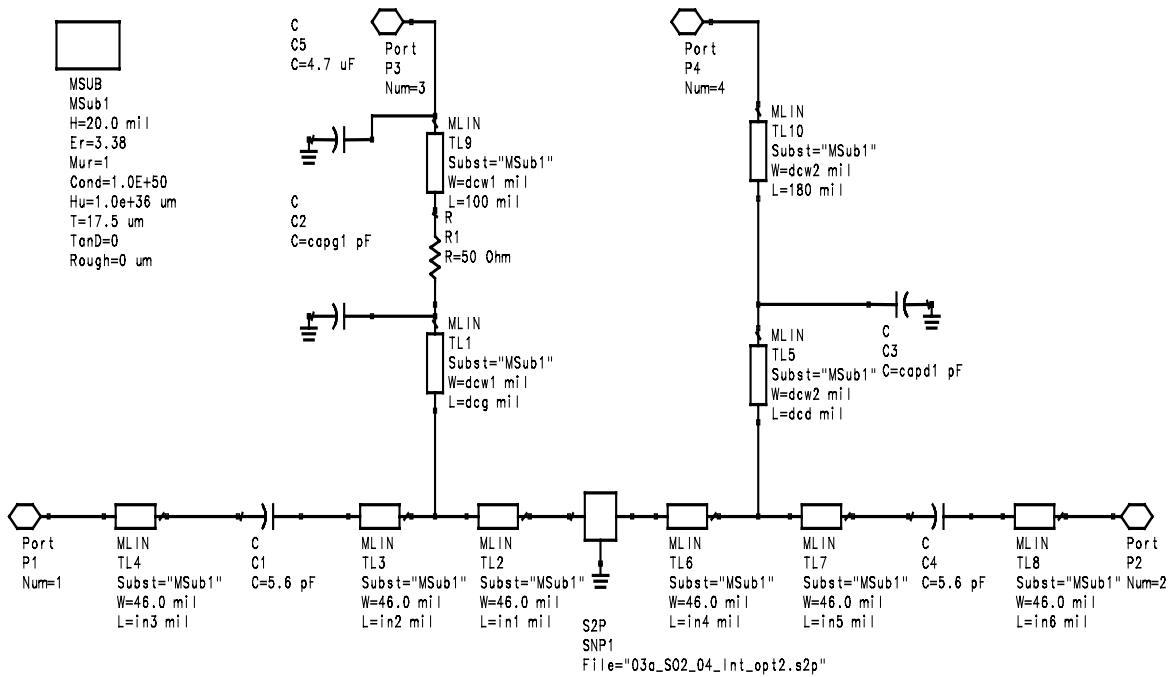 C
C5
C=4.7 uF
Port
P3
Num=3
Port
P4
Num=4
MSUB
MSub1
H=20.0 mil
Er=3.38
Mur=1
Cond=1.0E+50
Hu=1.0e+36 um
T=17.5 um
TanD=0
Rough=0 um
MLIN
TL9
Subst="MSub1"
W=dcw1 mil
L=100 mil
MLIN
TL10
Subst="MSub1"
W=dcw2 mil
L=180 mil
C
C2
C=capg1 pF
R
R1
R=50 Ohm
MLIN
TL1
Subst="MSub1"
W=dcw1 mil
L=dcg mil
MLIN
TL5
Subst="MSub1"
W=dcw2 mil
L=dcd mil
C
C3
C=capd1 pF
Port
P1
Num=1
MLIN
TL4
Subst="MSub1"
W=46.0 mil
L=in3 mil
C
C1
C=5.6 pF
MLIN
TL3
Subst="MSub1"
W=46.0 mil
L=in2 mil
MLIN
TL2
Subst="MSub1"
W=46.0 mil
L=in1 mil
S2P
SNP1
File="03a_S02_04_Int_opt2.s2p"
MLIN
TL6
Subst="MSub1"
W=46.0 mil
L=in4 mil
MLIN
TL7
Subst="MSub1"
W=46.0 mil
L=in5 mil
C
C4
C=5.6 pF
MLIN
TL8
Subst="MSub1"
W=46.0 mil
L=in6 mil
Port
P2
Num=2